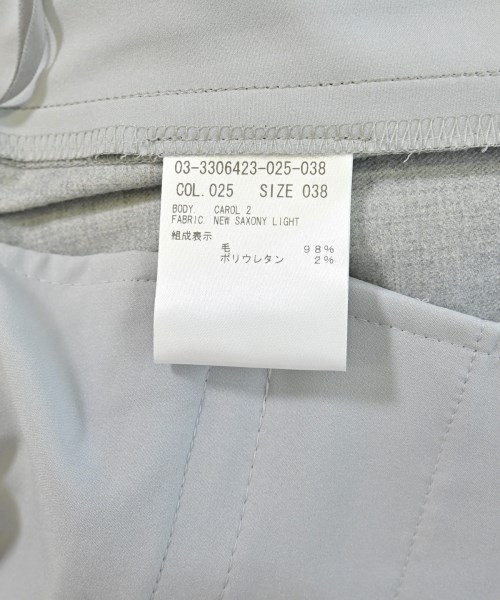 03-3306423-025-038
COL.025 SIZE 038
BODY CAROL 2
FABRIC NEW SAXONY LIGHT
組成表示
毛 98%
ポリウレタン 2%